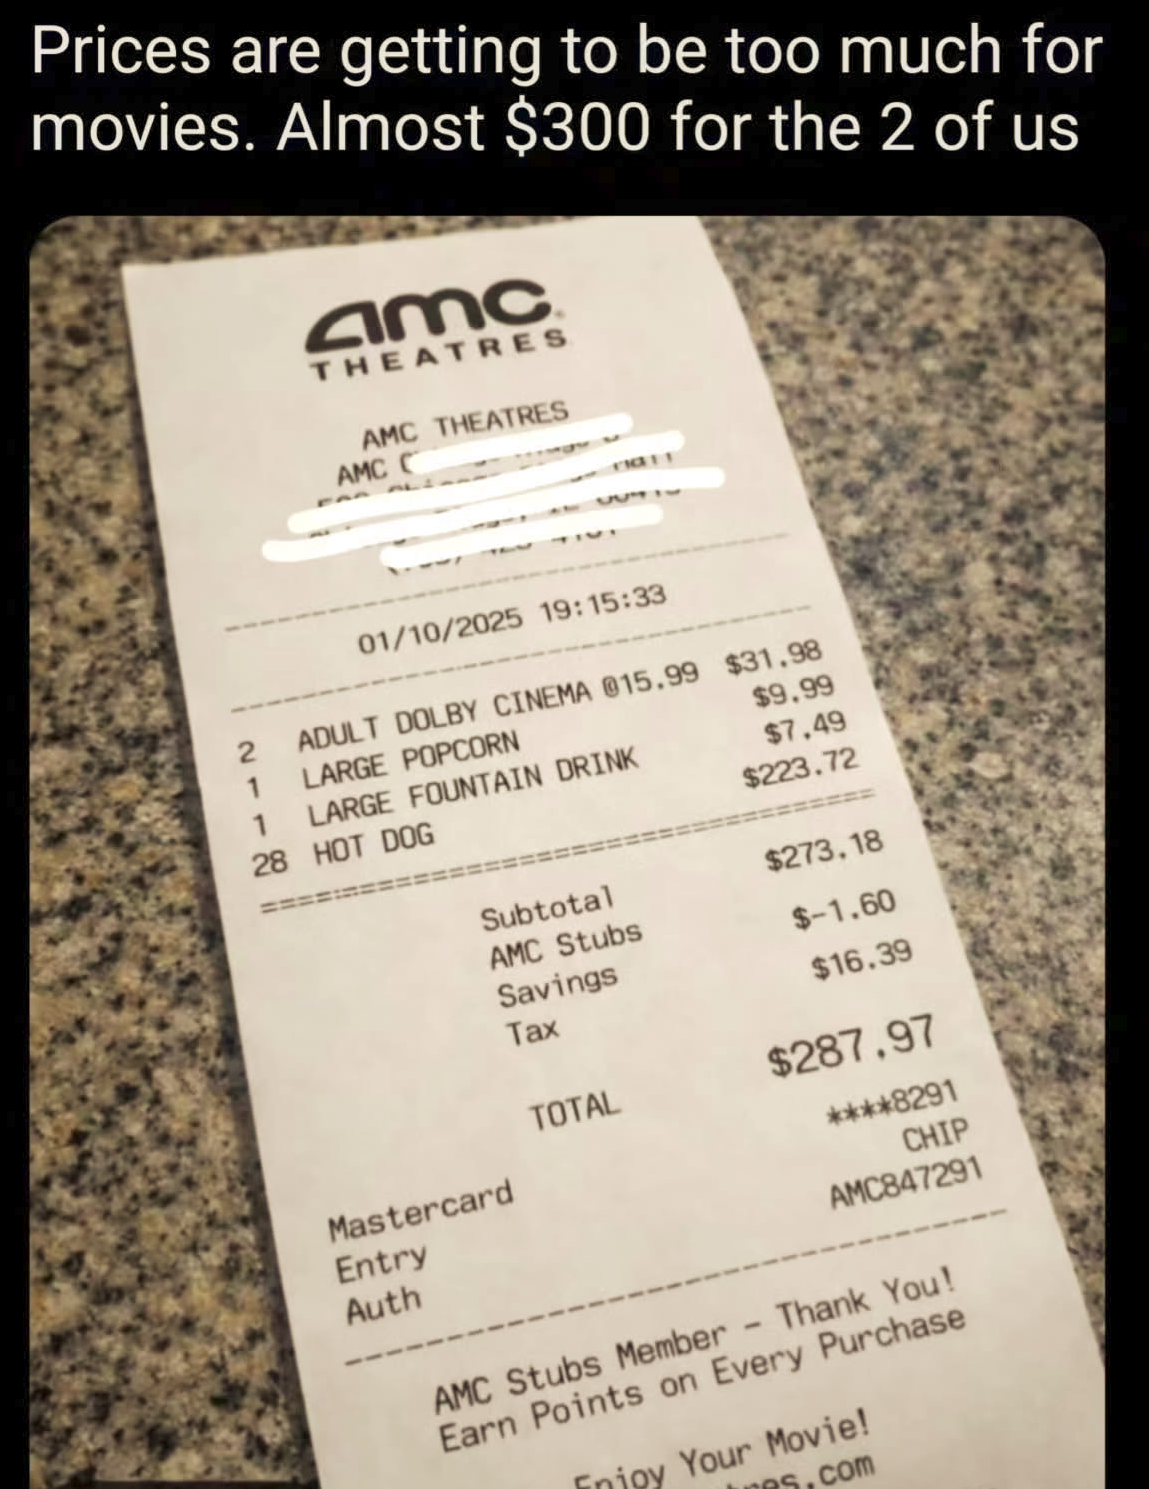 Prices are getting to be too much for
movies. Almost $300 for the 2 of us
amc
THEATRES
AMC THEATRES
AMC
01/10/2025 19:15:33
2 ADULT DOLBY CINEMA @15.99 $31.98
1 LARGE POPCORN $9.99
1 LARGE FOUNTAIN DRINK $7.49
28 HOT DOG $223.72
Subtotal $273.18
AMC Stubs
Savings $-1.60
Tax $16.39
TOTAL $287.97
Mastercard ****8291
Entry CHIP
Auth AMC847291
AMC Stubs Member - Thank You!
Earn Points on Every Purchase
Enjoy Your Movie!
.com